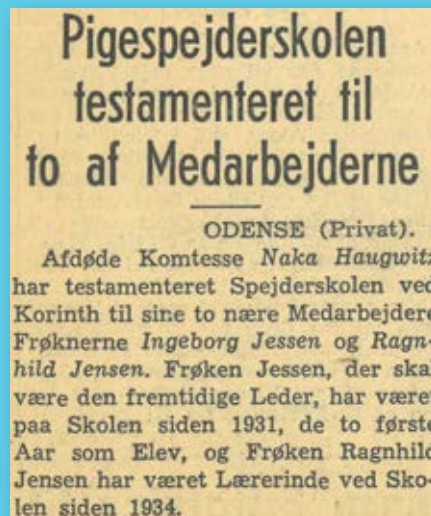 Pigespejderskolen
testamenteret til
to af Medarbejderne
ODENSE (Privat).
Afdøde Komtesse Naka Haugwitz
har testamenteret Spejderskolen ved
Korinth til sine to nære Medarbejdere
Frøknerne Ingeborg Jessen og Ragn-
hild Jensen. Frøken Jessen, der skal
være den fremtidige Leder, har været
paa Skolen siden 1931, de to første
Aar som Elev, og Frøken Ragnhild
Jensen har været Lærerinde ved Sko-
len siden 1934.